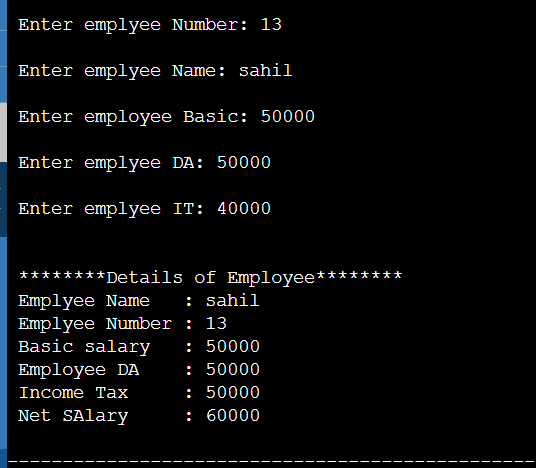 Enter emplyee Number: 13
Enter emplyee Name: sahil
Enter employee Basic: 50000
Enter emplyee DA: 50000
Enter emplyee IT: 40000
********Details of Employee********
Emplyee Name   : sahil
Emplyee Number : 13
Basic salary   : 50000
Employee DA    : 50000
Income Tax     : 50000
Net SAlary     : 60000
-------------------------------------------------